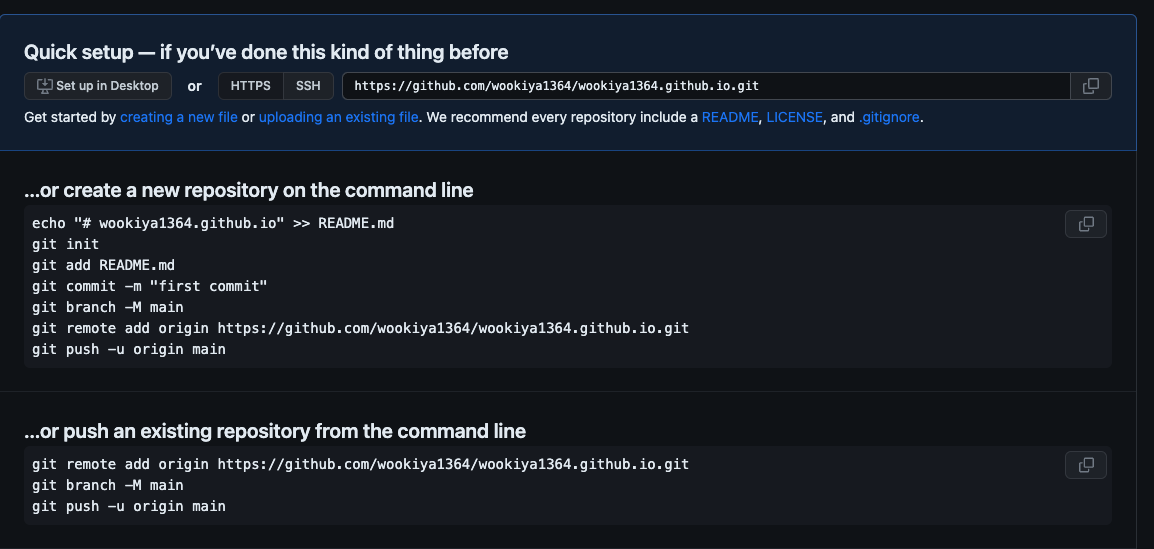 Quick setup — if you’ve done this kind of thing before
Set up in Desktop or HTTPS SSH https://github.com/wookiya1364/wookiya1364.github.io.git
Get started by creating a new file or uploading an existing file. We recommend every repository include a README, LICENSE, and .gitignore.
...or create a new repository on the command line
echo "# wookiya1364.github.io" >> README.md
git init
git add README.md
git commit -m "first commit"
git branch -M main
git remote add origin https://github.com/wookiya1364/wookiya1364.github.io.git
git push -u origin main
...or push an existing repository from the command line
git remote add origin https://github.com/wookiya1364/wookiya1364.github.io.git
git branch -M main
git push -u origin main